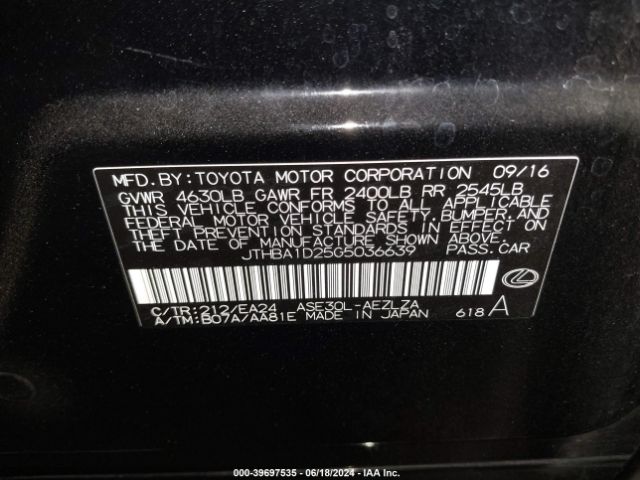 MFD.BY:TOYOTA MOTOR CORPORATION 09/16
GVWR 4630LB GAWR FR 2400LB RR 2545LB
THIS VEHICLE CONFORMS TO ALL APPLICABLE
FEDERAL MOTOR VEHICLE SAFETY, BUMPER, AND
THEFT PREVENTION STANDARDS IN EFFECT ON
THE DATE OF MANUFACTURE SHOWN ABOVE.
JTHBA1D25G5036639 PASS.CAR
C/TR:212/EA24 ASE30L-AEZLZA
A/TM:B07A/AA81E MADE IN JAPAN 618 A
000-39697535 - 06/18/2024 - IAA Inc.